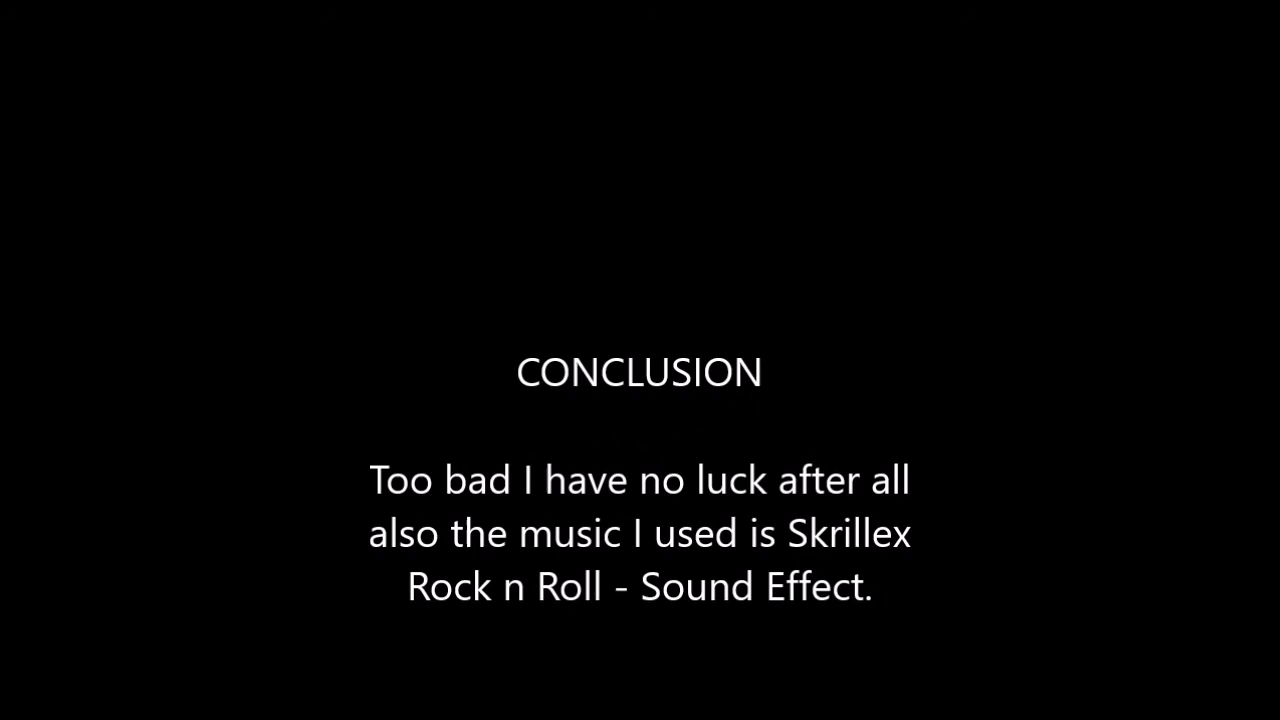 CONCLUSION
Too bad I have no luck after all
also the music I used is Skrillex
Rock n Roll - Sound Effect.